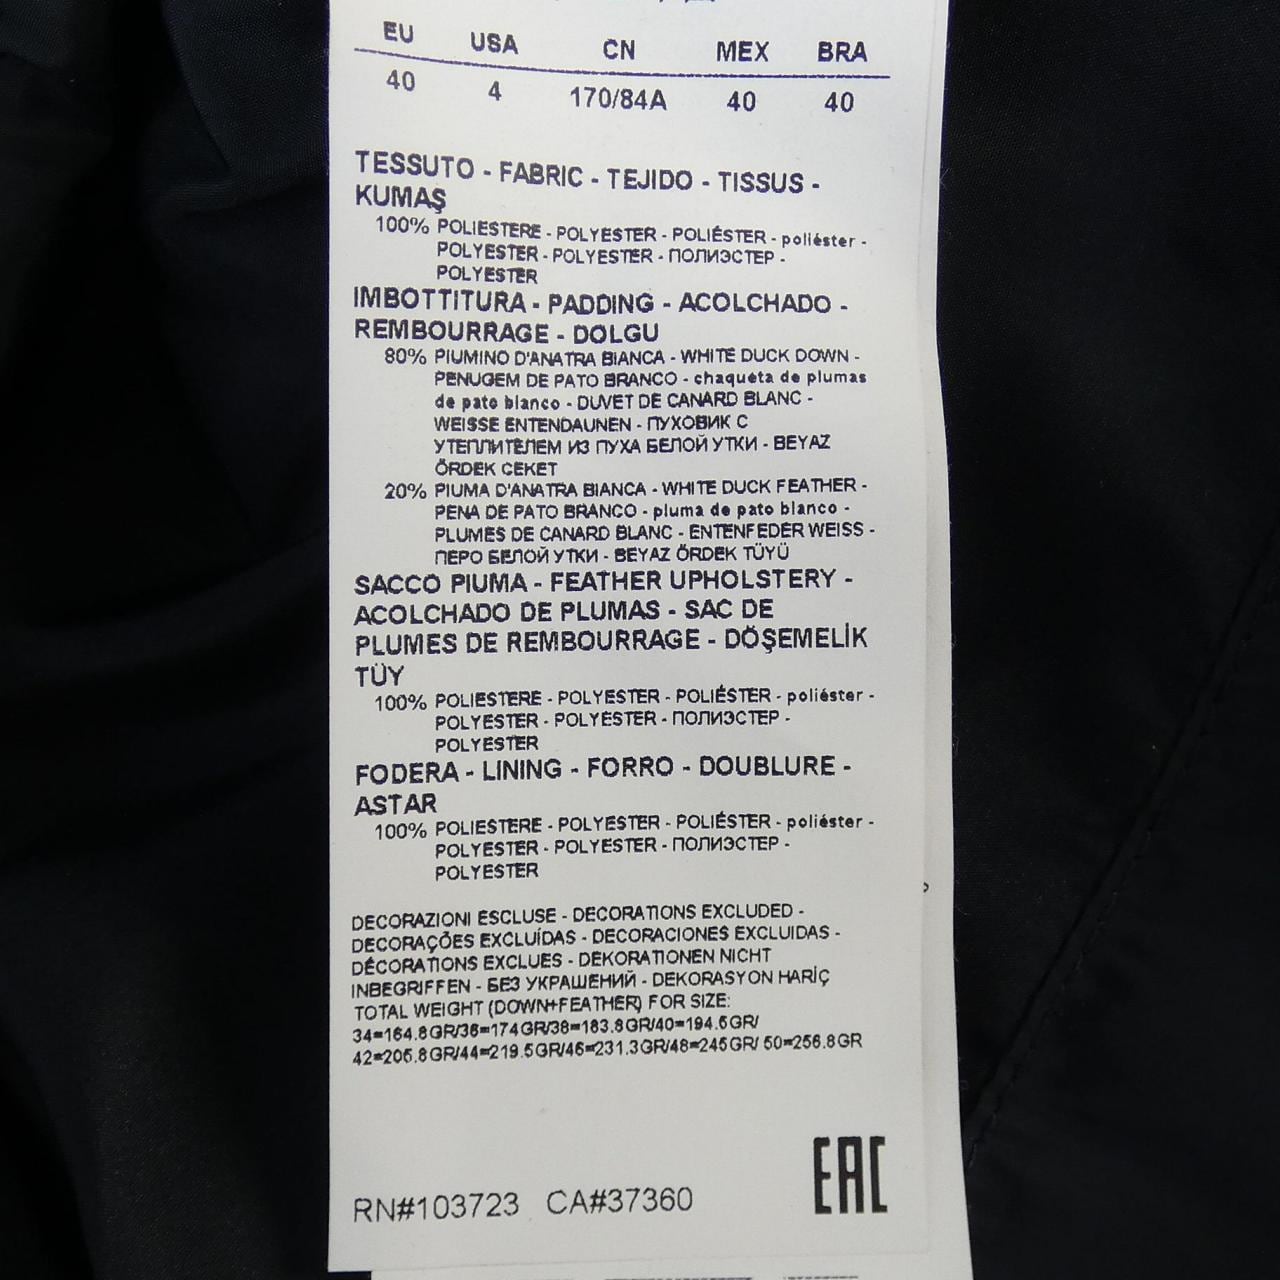 EU USA CN MEX BRA
40 4 170/84A 40 40
TESSUTO - FABRIC - TEJIDO - TISSUS -
KUMAŞ
100% POLIESTERE - POLYESTER - POLIÉSTER - poliéster -
POLYESTER - POLYESTER - ПОЛИЭСТЕР -
POLYESTER
IMBOTTITURA - PADDING - ACOLCHADO -
REMBOURRAGE - DOLGU
80% PIUMINO D'ANATRA BIANCA - WHITE DUCK DOWN -
PENUGEM DE PATO BRANCO - chaqueta de plumas
de pato blanco - DUVET DE CANARD BLANC -
WEISSE ENTENDAUNEN - ПУХОВИК С
УТЕПЛИТЕЛЕМ ИЗ ПУХА БЕЛОЙ УТКИ - BEYAZ
ÖRDEK CEKET
20% PIUMA D'ANATRA BIANCA - WHITE DUCK FEATHER -
PENA DE PATO BRANCO - pluma de pato blanco -
PLUMES DE CANARD BLANC - ENTENFEDER WEISS -
ПЕРО БЕЛОЙ УТКИ - BEYAZ ÖRDEK TÜYÜ
SACCO PIUMA - FEATHER UPHOLSTERY -
ACOLCHADO DE PLUMAS - SAC DE
PLUMES DE REMBOURRAGE - DÖŞEMELİK
TÜY
100% POLIESTERE - POLYESTER - POLIÉSTER - poliéster -
POLYESTER - POLYESTER - ПОЛИЭСТЕР -
POLYESTER
FODERA - LINING - FORRO - DOUBLURE -
ASTAR
100% POLIESTERE - POLYESTER - POLIÉSTER - poliéster -
POLYESTER - POLYESTER - ПОЛИЭСТЕР -
POLYESTER
DECORAZIONI ESCLUSE - DECORATIONS EXCLUDED -
DECORAÇÕES EXCLUÍDAS - DECORACIONES EXCLUIDAS -
DÉCORATIONS EXCLUES - DEKORATIONEN NICHT
INBEGRIFFEN - БЕЗ УКРАШЕНИЙ - DEKORASYON HARİÇ
TOTAL WEIGHT (DOWN+FEATHER) FOR SIZE:
34=164.8GR/36=174GR/38=183.8GR/40=194.5GR/
42=205.8GR/44=219.5GR/46=231.3GR/48=245GR/ 50=256.8GR
EAC
RN#103723 CA#37360